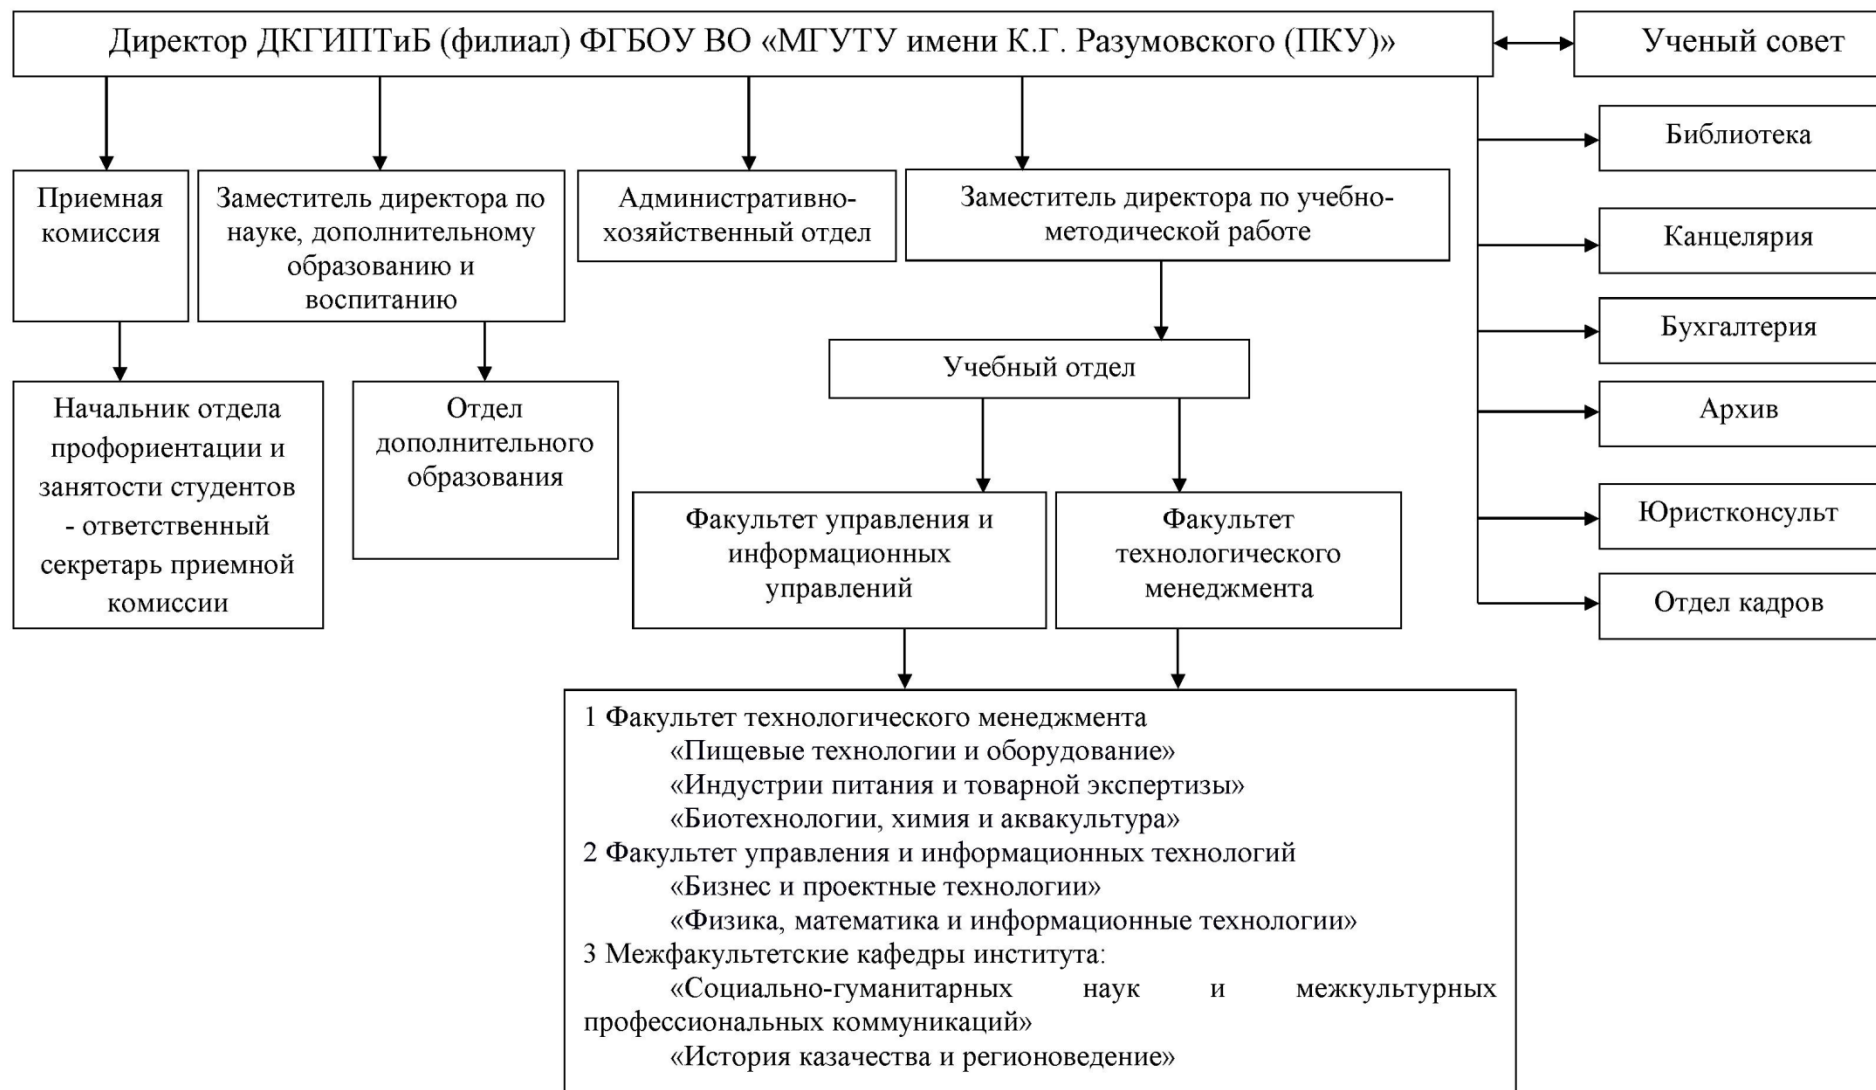 Директор ДКГИПТиБ (филиал) ФГБОУ ВО «МГУТУ имени К.Г. Разумовского (ПКУ)»
Ученый совет
Библиотека
Канцелярия
Бухгалтерия
Архив
Юристконсульт
Отдел кадров
Приемная
комиссия
Заместитель директора по
науке, дополнительному
образованию и
воспитанию
Административно-
хозяйственный отдел
Заместитель директора по учебно-
методической работе
Учебный отдел
Начальник отдела
профориентации и
занятости студентов
- ответственный
секретарь приемной
комиссии
Отдел
дополнительного
образования
Факультет управления и
информационных
управлений
Факультет
технологического
менеджмента
1 Факультет технологического менеджмента
«Пищевые технологии и оборудование»
«Индустрии питания и товарной экспертизы»
«Биотехнологии, химия и аквакультура»
2 Факультет управления и информационных технологий
«Бизнес и проектные технологии»
«Физика, математика и информационные технологии»
3 Межфакультетские кафедры института:
«Социально-гуманитарных наук и межкультурных
профессиональных коммуникаций»
«История казачества и регионоведение»